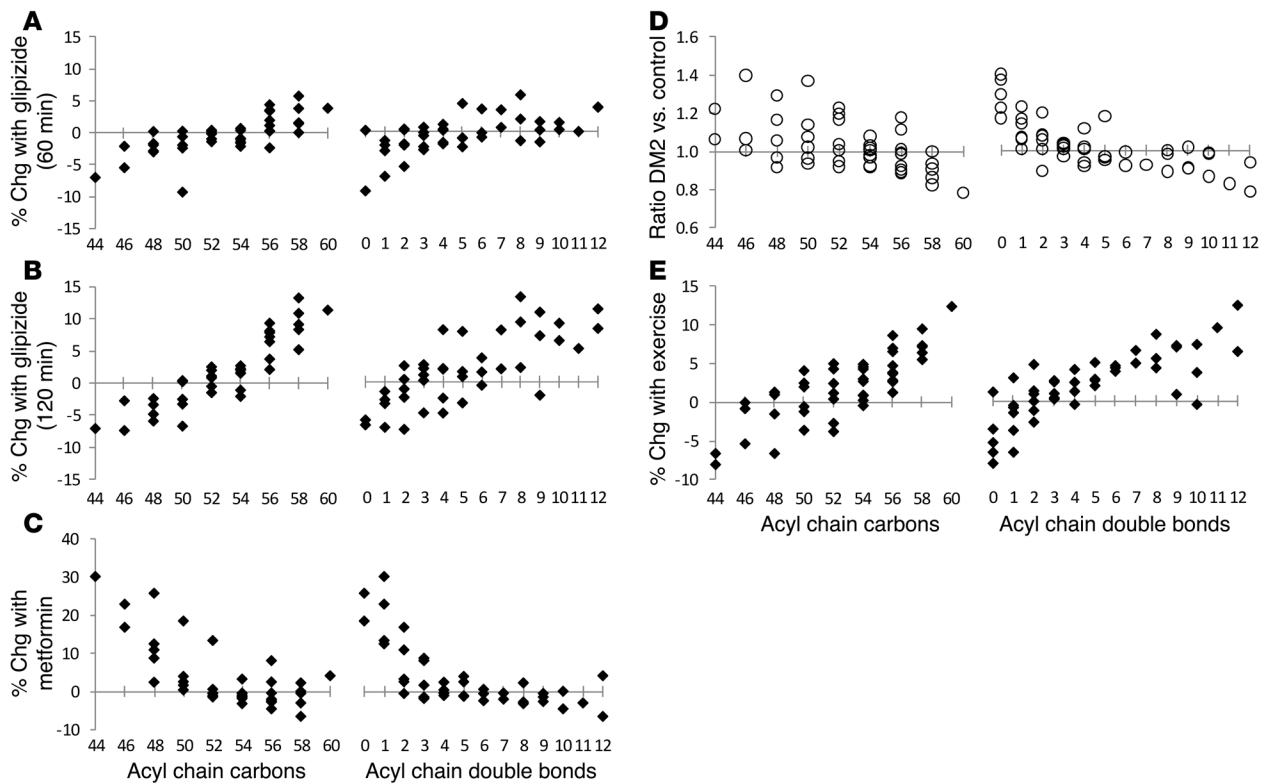 A
% Chg with glipizide
(60 min)
15
10
5
0
-5
-10
-15
44 46 48 50 52 54 56 58 60
0 1 2 3 4 5 6 7 8 9 10 11 12
B
% Chg with glipizide
(120 min)
15
10
5
0
-5
-10
-15
44 46 48 50 52 54 56 58 60
0 1 2 3 4 5 6 7 8 9 10 11 12
C
% Chg with
metformin
40
30
20
10
0
-10
44 46 48 50 52 54 56 58 60
0 1 2 3 4 5 6 7 8 9 10 11 12
Acyl chain carbons
Acyl chain double bonds
D
Ratio DM2 vs. control
1.6
1.4
1.2
1.0
0.8
0.6
44 46 48 50 52 54 56 58 60
0 1 2 3 4 5 6 7 8 9 10 11 12
E
% Chg with exercise
15
10
5
0
-5
-10
44 46 48 50 52 54 56 58 60
0 1 2 3 4 5 6 7 8 9 10 11 12
Acyl chain carbons
Acyl chain double bonds